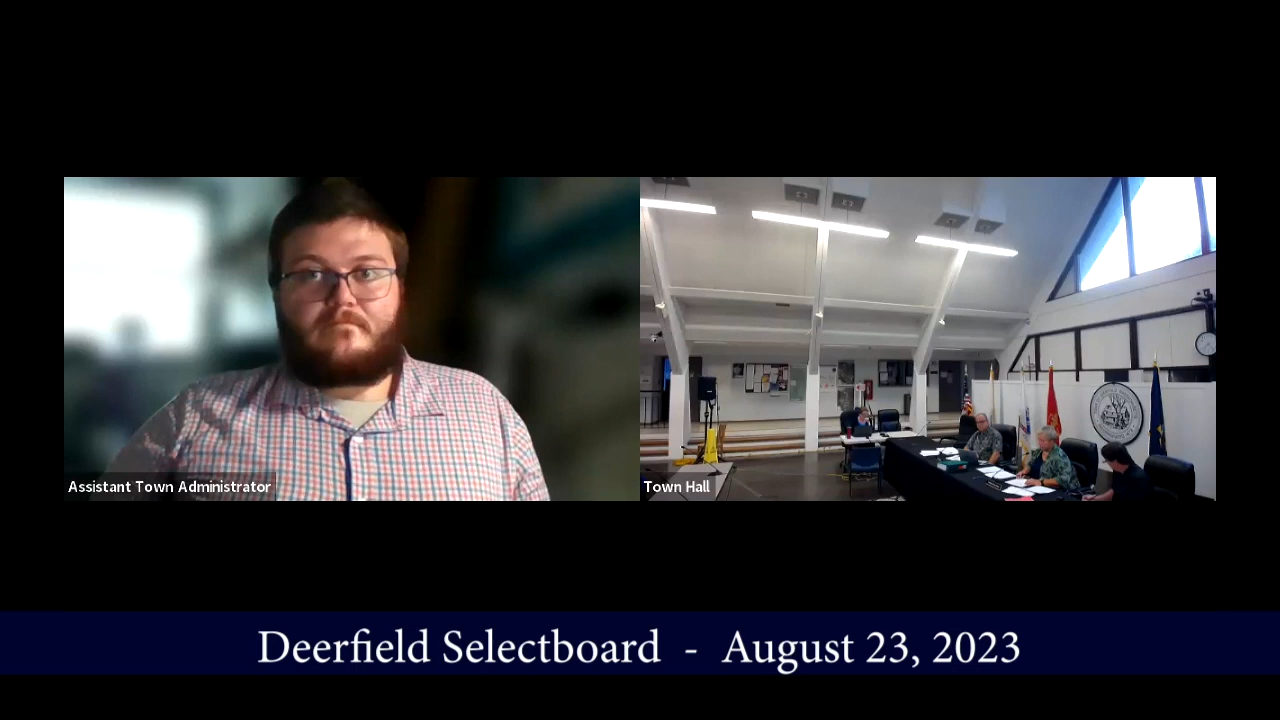 Assistant Town Administrator
Town Hall
Deerfield Selectboard - August 23, 2023